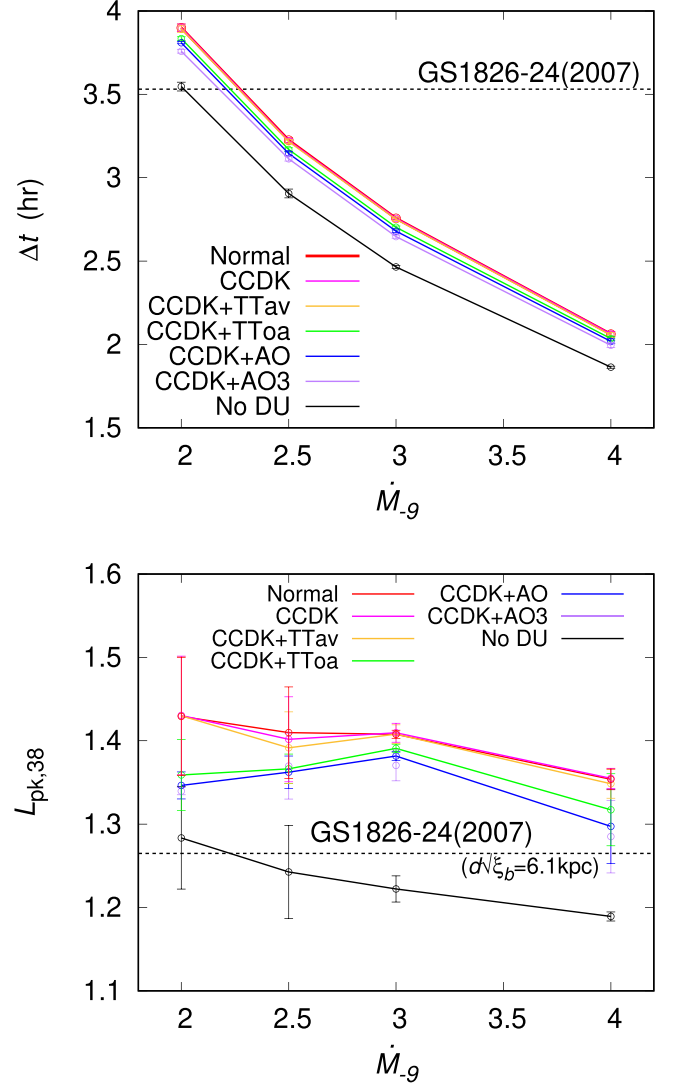 4
3.5
3
2.5
2
1.5
Δt (hr)
GS1826-24(2007)
Normal
CCDK
CCDK+TTav
CCDK+TToa
CCDK+AO
CCDK+AO3
No DU
2 2.5 3 3.5 4
Ṁ-9
1.6
1.5
1.4
1.3
1.2
1.1
Lpk,38
Normal CCDK+AO
CCDK CCDK+AO3
CCDK+TTav No DU
CCDK+TToa
GS1826-24(2007)
(d√ξb=6.1kpc)
2 2.5 3 3.5 4
Ṁ-9